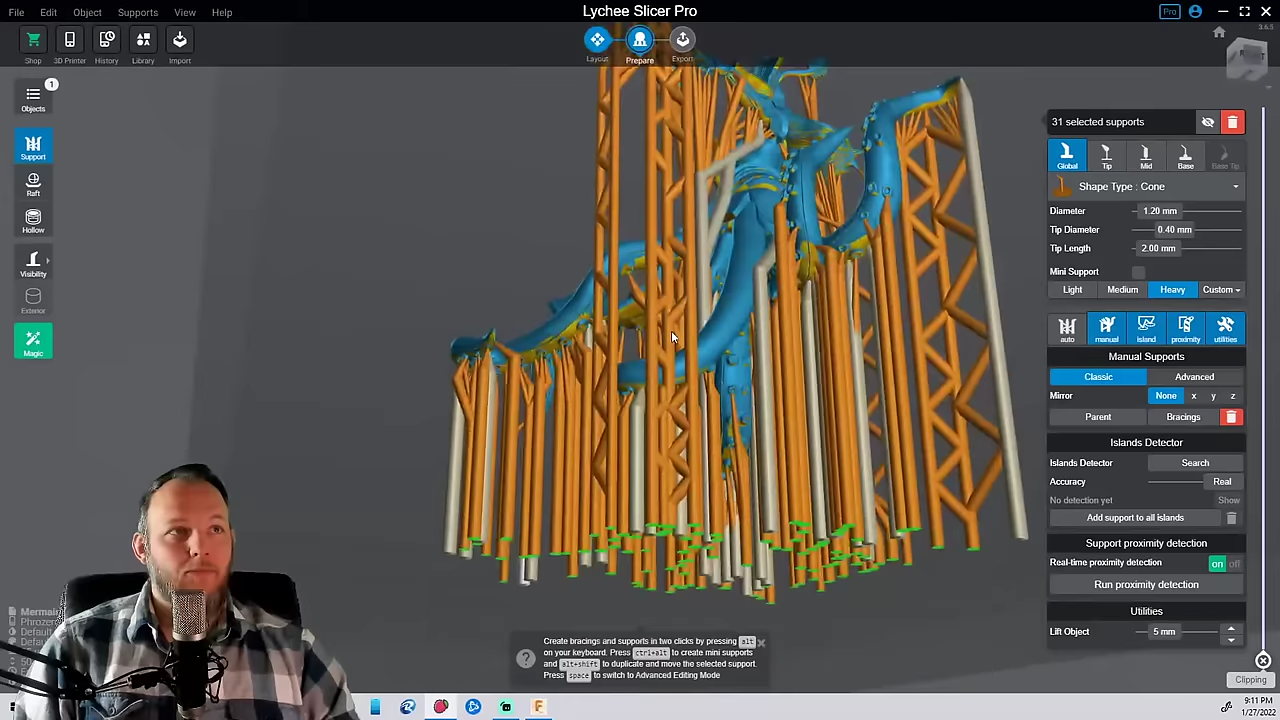 File Edit Object Supports View Help
Lychee Slicer Pro
Pro
Shop 3D Printer History Library Import
Layout Prepare Export
3.6.5
1
Objects
Support
Raft
Hollow
Visibility
Exterior
Magic
31 selected supports
Global Tip Mid Base Base Tip
Shape Type : Cone
Diameter 1.20 mm
Tip Diameter 0.40 mm
Tip Length 2.00 mm
Mini Support
Light Medium Heavy Custom
auto manual island proximity utilities
Manual Supports
Classic Advanced
Mirror None x y z
Parent Bracings
Islands Detector
Islands Detector Search
Accuracy Real
No detection yet Show
Add support to all islands
Support proximity detection
Real-time proximity detection on off
Run proximity detection
Utilities
Lift Object 5 mm
Clipping
Create bracings and supports in two clicks by pressing alt
on your keyboard. Press ctrl+alt to create mini supports
and alt+shift to duplicate and move the selected support.
Press space to switch to Advanced Editing Mode
9:11 PM
1/27/2022